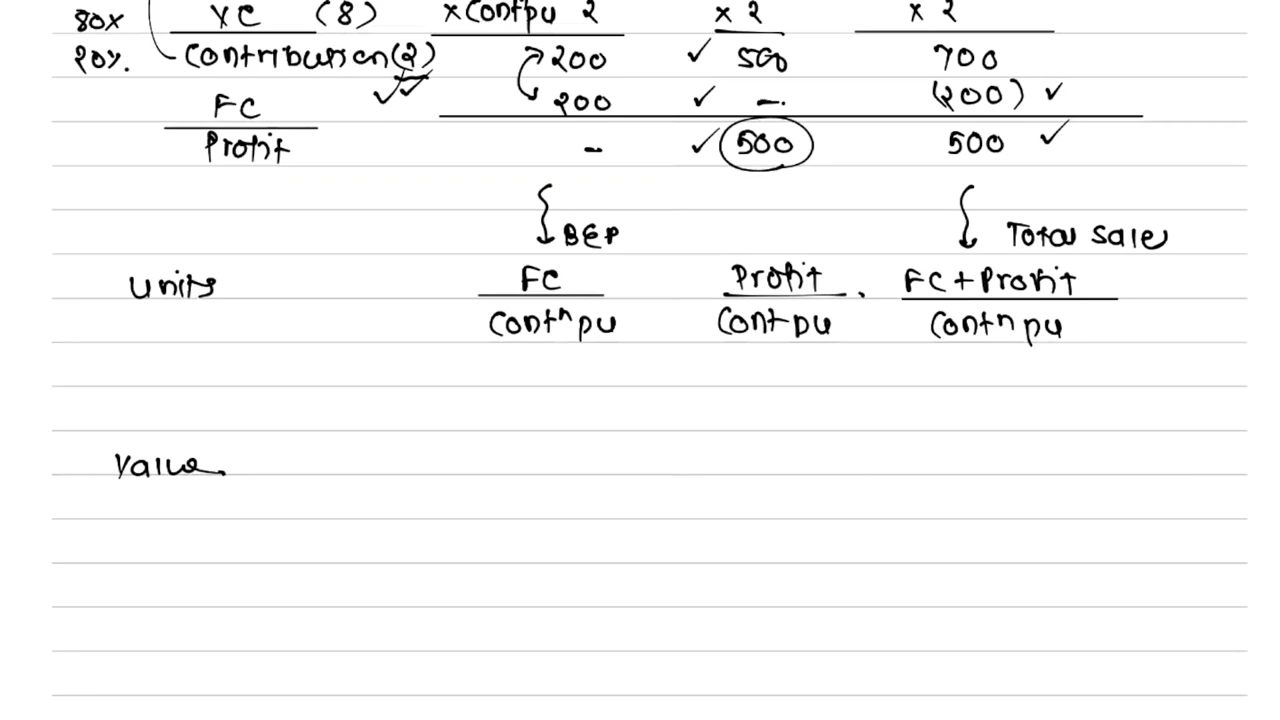 80% VC (8) x Contpu 2 x 2 x 2
20%. Contribution(2) 200 ✓ 500 700
✓✓
FC 200 ✓ - (200) ✓
Profit - ✓ 500 500 ✓
BEP Total Sale
Units FC Profit . FC + Profit
Contⁿ pu Cont pu Contⁿ pu
Value.